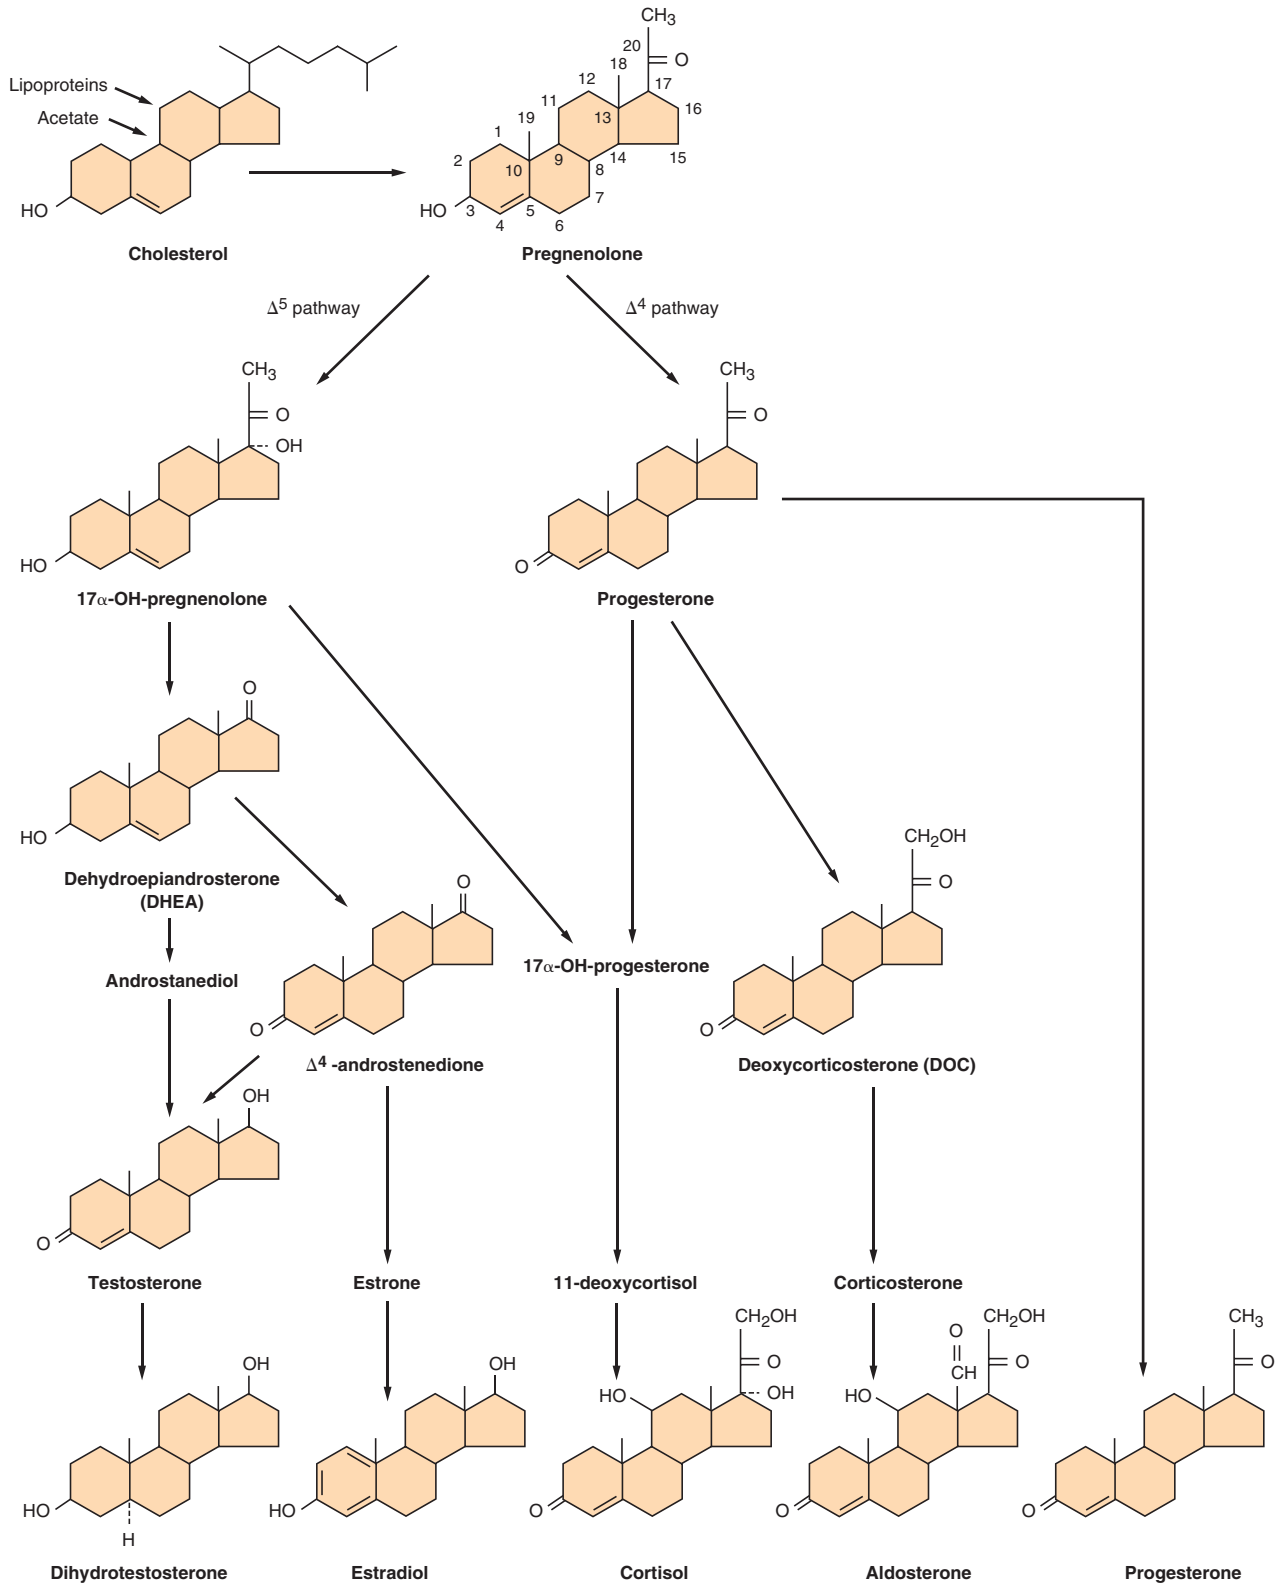 CH3
20
O
18
12
17
Lipoproteins
11
16
Acetate
19
13
1
14
15
2
9
8
10
7
HO
HO
3
5
4
6
Cholesterol
Pregnenolone
Δ5 pathway
Δ4 pathway
CH3
CH3
O
O
OH
HO
O
17α-OH-pregnenolone
Progesterone
O
HO
CH2OH
Dehydroepiandrosterone
(DHEA)
O
O
Androstanediol
17α-OH-progesterone
O
O
Δ4 -androstenedione
Deoxycorticosterone (DOC)
OH
O
Testosterone
Estrone
11-deoxycortisol
Corticosterone
CH2OH
CH2OH
CH3
O
OH
OH
O
O
O
CH
HO
OH
HO
HO
H
HO
O
O
O
Dihydrotestosterone
Estradiol
Cortisol
Aldosterone
Progesterone